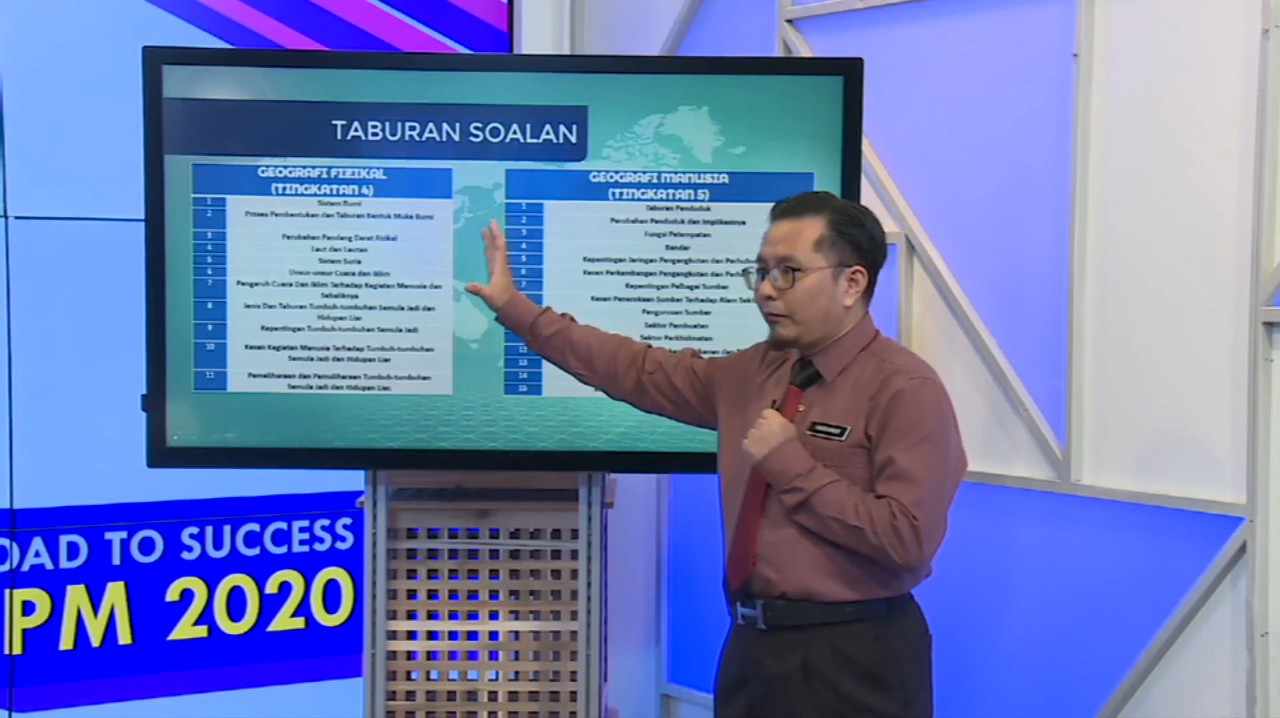 TABURAN SOALAN
GEOGRAFI FIZIKAL
(TINGKATAN 4)
1 Sistem Bumi
2 Proses Pembentukan dan Taburan Bentuk Muka Bumi
3 Perubahan Pandang Darat Fizikal
4 Laut dan Lautan
5 Sistem Suria
6 Unsur-unsur Cuaca dan Iklim
7 Pengaruh Cuaca Dan Iklim Terhadap Kegiatan Manusia dan
Sebaliknya
8 Jenis Dan Taburan Tumbuh-tumbuhan Semula Jadi dan
Hidupan Liar
9 Kepentingan Tumbuh-tumbuhan Semula Jadi
10 Kesan Kegiatan Manusia Terhadap Tumbuh-tumbuhan
Semula Jadi dan Hidupan Liar
11 Pemeliharaan dan Pemuliharaan Tumbuh-tumbuhan
Semula Jadi dan Hidupan Liar.
GEOGRAFI MANUSIA
(TINGKATAN 5)
1 Taburan Penduduk
2 Perubahan Penduduk dan Implikasinya
3 Fungsi Petempatan
4 Bandar
5 Kepentingan Jaringan Pengangkutan dan
6 Kesan Perkembangan Pengangkutan dan
7 Kepentingan Pelbagai Sumber
Kesan Penerokaan Sumber Terhadap Alam
Pengurusan Sumber
Sektor Pembuatan
Sektor Perkhidmatan
12
13
14
15
OAD TO SUCCESS
PM 2020